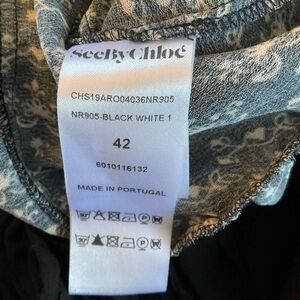 SeeByChloé
CHS19ARO04036NR905
NR905-BLACK WHITE 1
42
6010116132
MADE IN PORTUGAL